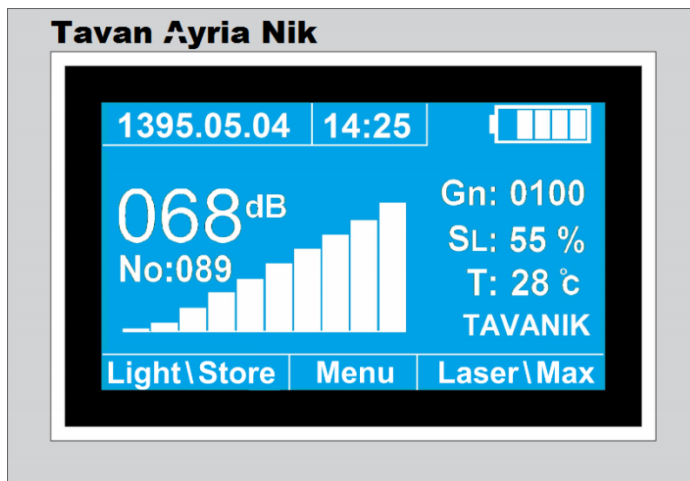 Tavan Ayria Nik
1395.05.04 14:25
068dB
No:089
Gn: 0100
SL: 55 %
T: 28 °c
TAVANIK
Light\Store Menu Laser\Max